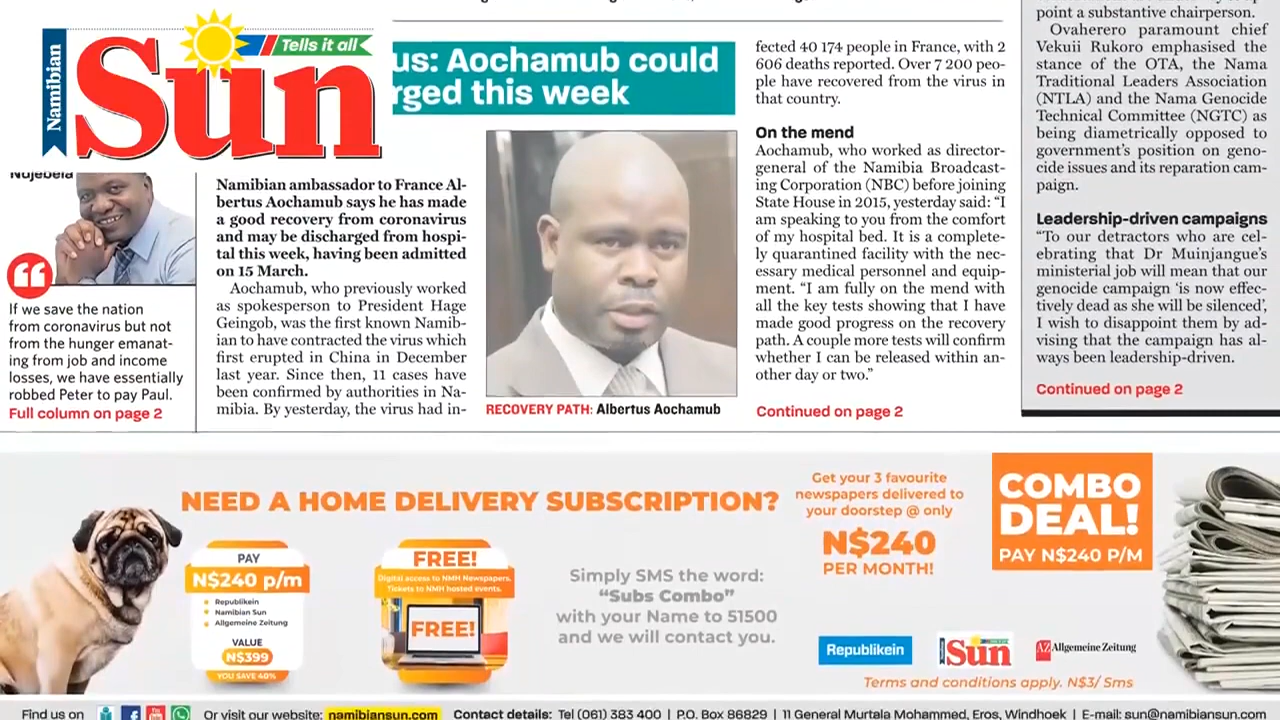 Namibian
Sun
Tells it all
us: Aochamub could
rged this week
Ndjebela
If we save the nation
from coronavirus but not
from the hunger emanat-
ing from job and income
losses, we have essentially
robbed Peter to pay Paul.
Full column on page 2
Namibian ambassador to France Al-
bertus Aochamub says he has made
a good recovery from coronavirus
and may be discharged from hospi-
tal this week, having been admitted
on 15 March.
Aochamub, who previously worked
as spokesperson to President Hage
Geingob, was the first known Namib-
ian to have contracted the virus which
first erupted in China in December
last year. Since then, 11 cases have
been confirmed by authorities in Na-
mibia. By yesterday, the virus had in-
RECOVERY PATH: Albertus Aochamub
fected 40 174 people in France, with 2
606 deaths reported. Over 7 200 peo-
ple have recovered from the virus in
that country.
On the mend
Aochamub, who worked as director-
general of the Namibia Broadcast-
ing Corporation (NBC) before joining
State House in 2015, yesterday said: “I
am speaking to you from the comfort
of my hospital bed. It is a complete-
ly quarantined facility with the nec-
essary medical personnel and equip-
ment. “I am fully on the mend with
all the key tests showing that I have
made good progress on the recovery
path. A couple more tests will confirm
whether I can be released within an-
other day or two.”
Continued on page 2
point a substantive chairperson.
Ovaherero paramount chief
Vekuii Rukoro emphasised the
stance of the OTA, the Nama
Traditional Leaders Association
(NTLA) and the Nama Genocide
Technical Committee (NGTC) as
being diametrically opposed to
government’s position on geno-
cide issues and its reparation cam-
paign.
Leadership-driven campaigns
“To our detractors who are cel-
ebrating that Dr Muinjangue’s
ministerial job will mean that our
genocide campaign ‘is now effec-
tively dead as she will be silenced’,
I wish to disappoint them by ad-
vising that the campaign has al-
ways been leadership-driven.
Continued on page 2
NEED A HOME DELIVERY SUBSCRIPTION?
PAY
N$240 p/m
Republikein
Namibian Sun
Allgemeine Zeitung
VALUE
N$399
YOU SAVE 40%
FREE!
Digital access to NMH Newspapers.
Tickets to NMH hosted events.
FREE!
Simply SMS the word:
“Subs Combo”
with your Name to 51500
and we will contact you.
Get your 3 favourite
newspapers delivered to
your doorstep @ only
N$240
PER MONTH!
COMBO
DEAL!
PAY N$240 P/M
Republikein
Sun
AZ Allgemeine Zeitung
Terms and conditions apply. N$3/ Sms
Find us on
Or visit our website: namibiansun.com
Contact details: Tel (061) 383 400 | P.O. Box 86829 | 11 General Murtala Mohammed, Eros, Windhoek | E-mail: sun@namibiansun.com